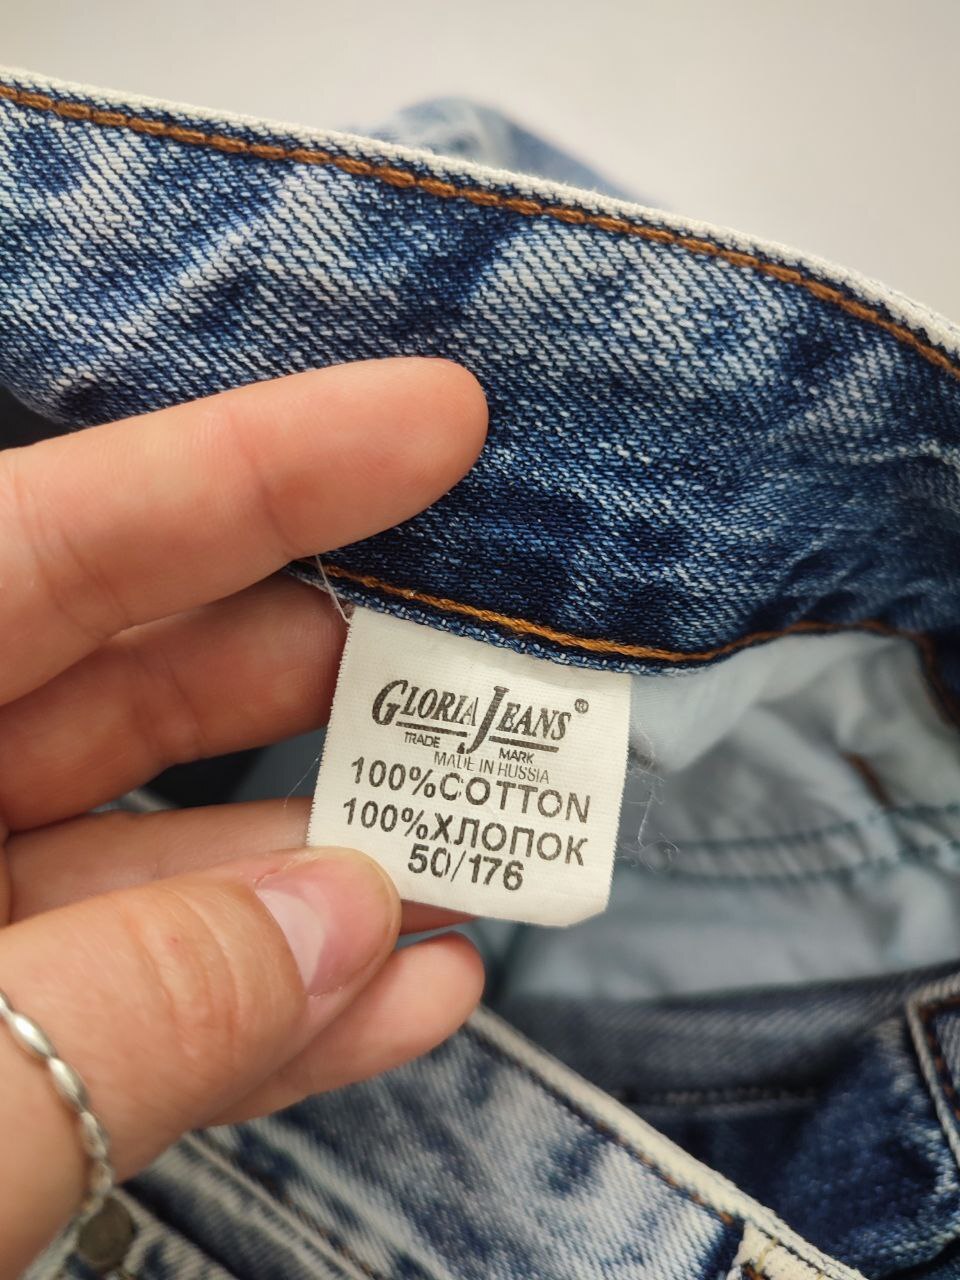 GLORIA JEANS®
TRADE MARK
MADE IN RUSSIA
100%COTTON
100%ХЛОПОК
50/176